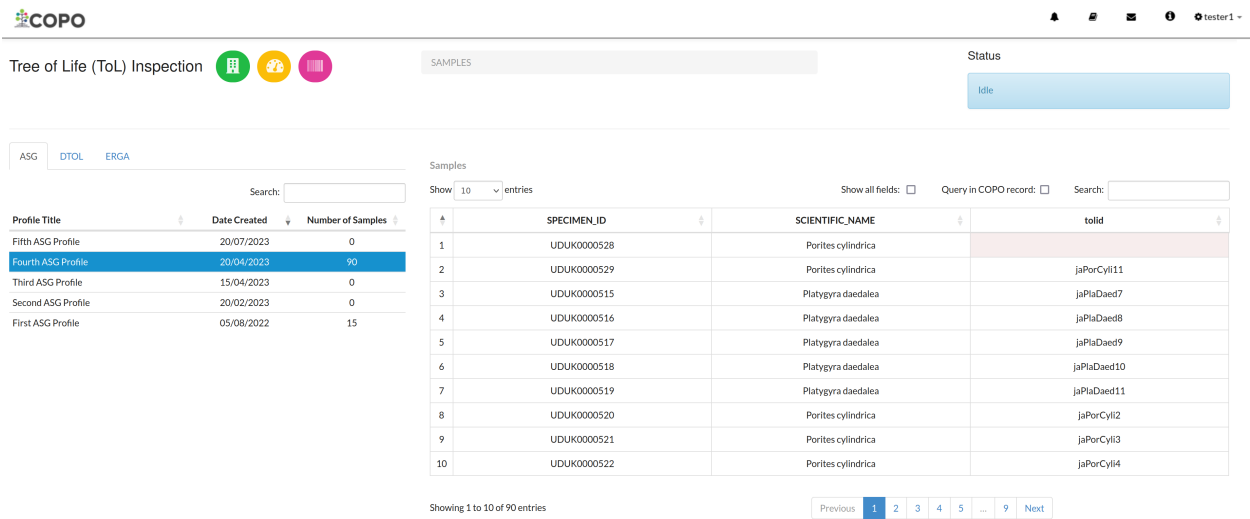 COPO
tester1
Tree of Life (ToL) Inspection
SAMPLES
Status
Idle
ASG DTOL ERGA
Search:
Profile Title Date Created Number of Samples
Fifth ASG Profile 20/07/2023 0
Fourth ASG Profile 20/04/2023 90
Third ASG Profile 15/04/2023 0
Second ASG Profile 20/02/2023 0
First ASG Profile 05/08/2022 15
Samples
Show 10 entries Show all fields: Query in COPO record: Search:
SPECIMEN_ID SCIENTIFIC_NAME tolid
1 UDUK0000528 Porites cylindrica
2 UDUK0000529 Porites cylindrica jaPorCyli11
3 UDUK0000515 Platygyra daedalea jaPlaDaed7
4 UDUK0000516 Platygyra daedalea jaPlaDaed8
5 UDUK0000517 Platygyra daedalea jaPlaDaed9
6 UDUK0000518 Platygyra daedalea jaPlaDaed10
7 UDUK0000519 Platygyra daedalea jaPlaDaed11
8 UDUK0000520 Porites cylindrica jaPorCyli2
9 UDUK0000521 Porites cylindrica jaPorCyli3
10 UDUK0000522 Porites cylindrica jaPorCyli4
Showing 1 to 10 of 90 entries
Previous 1 2 3 4 5 ... 9 Next